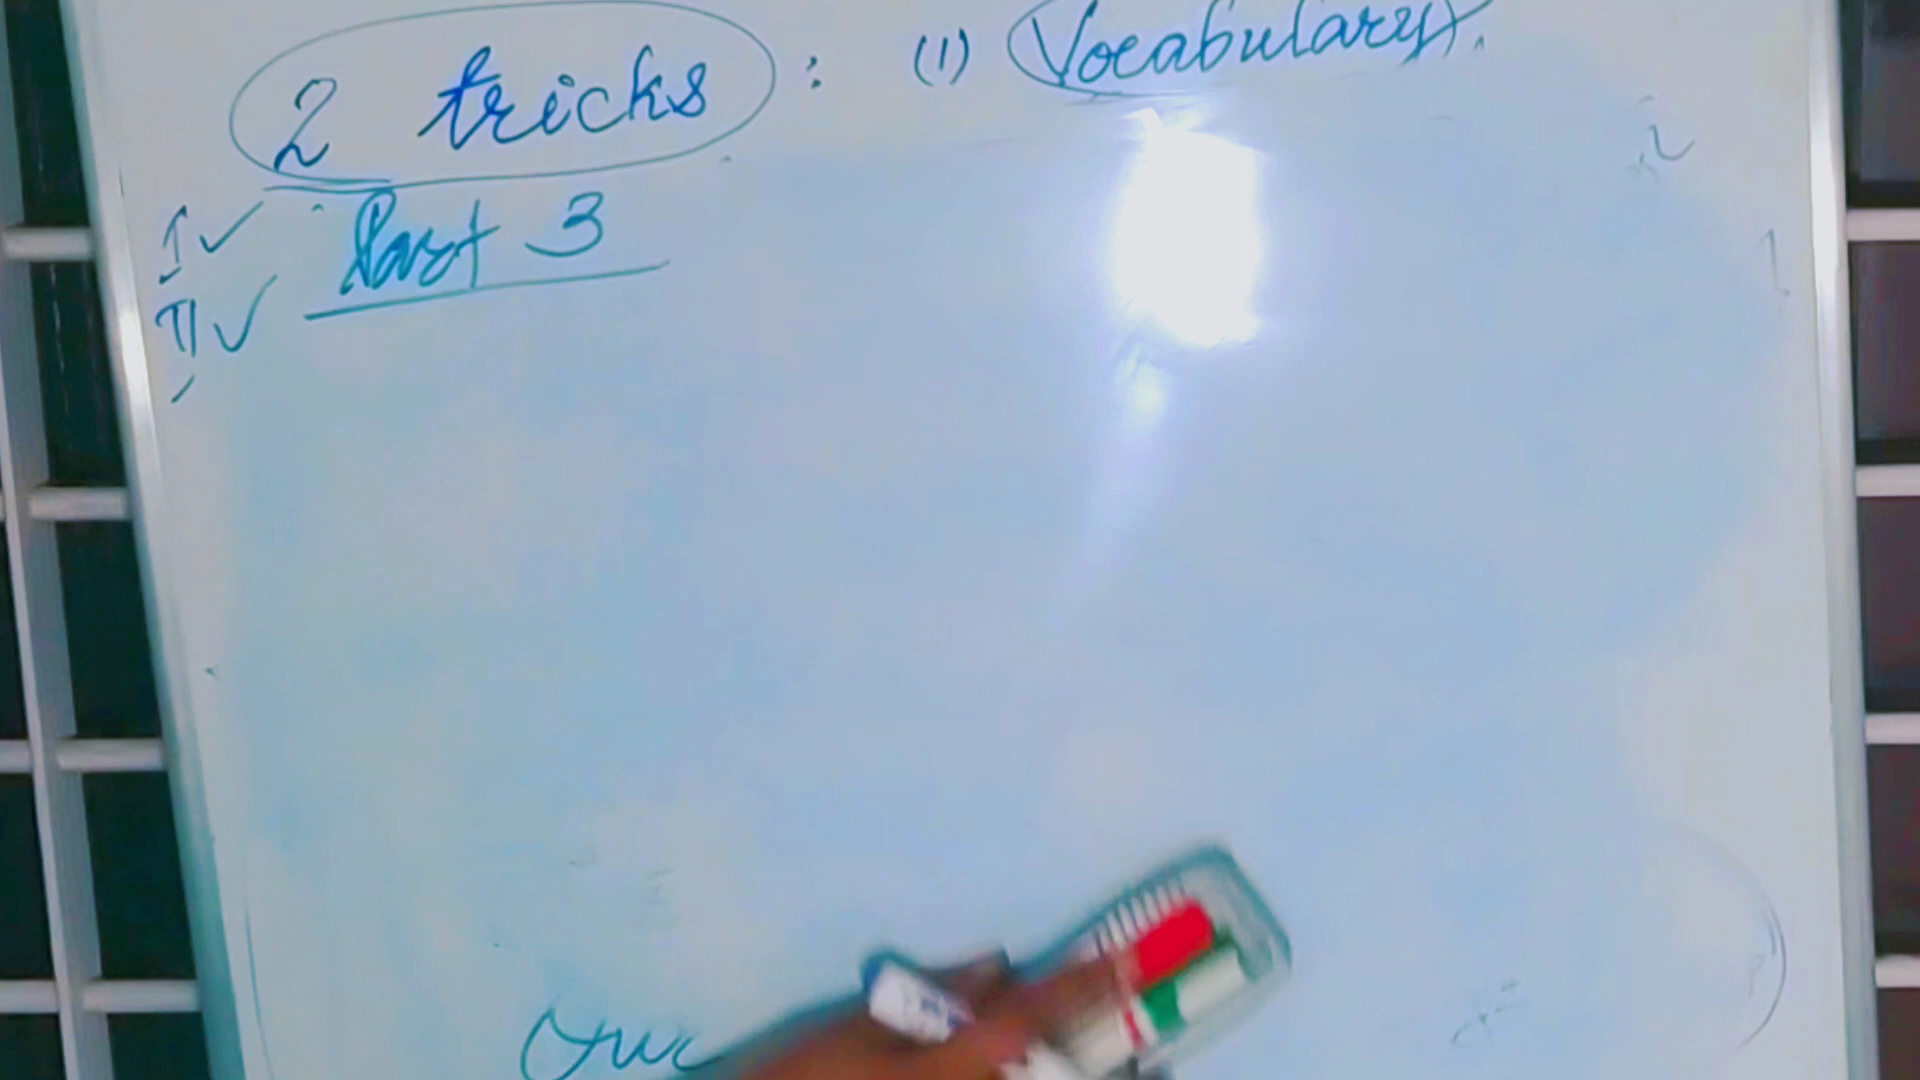 2 tricks : (1) Vocabulary.
I ✓ Part 3
II ✓